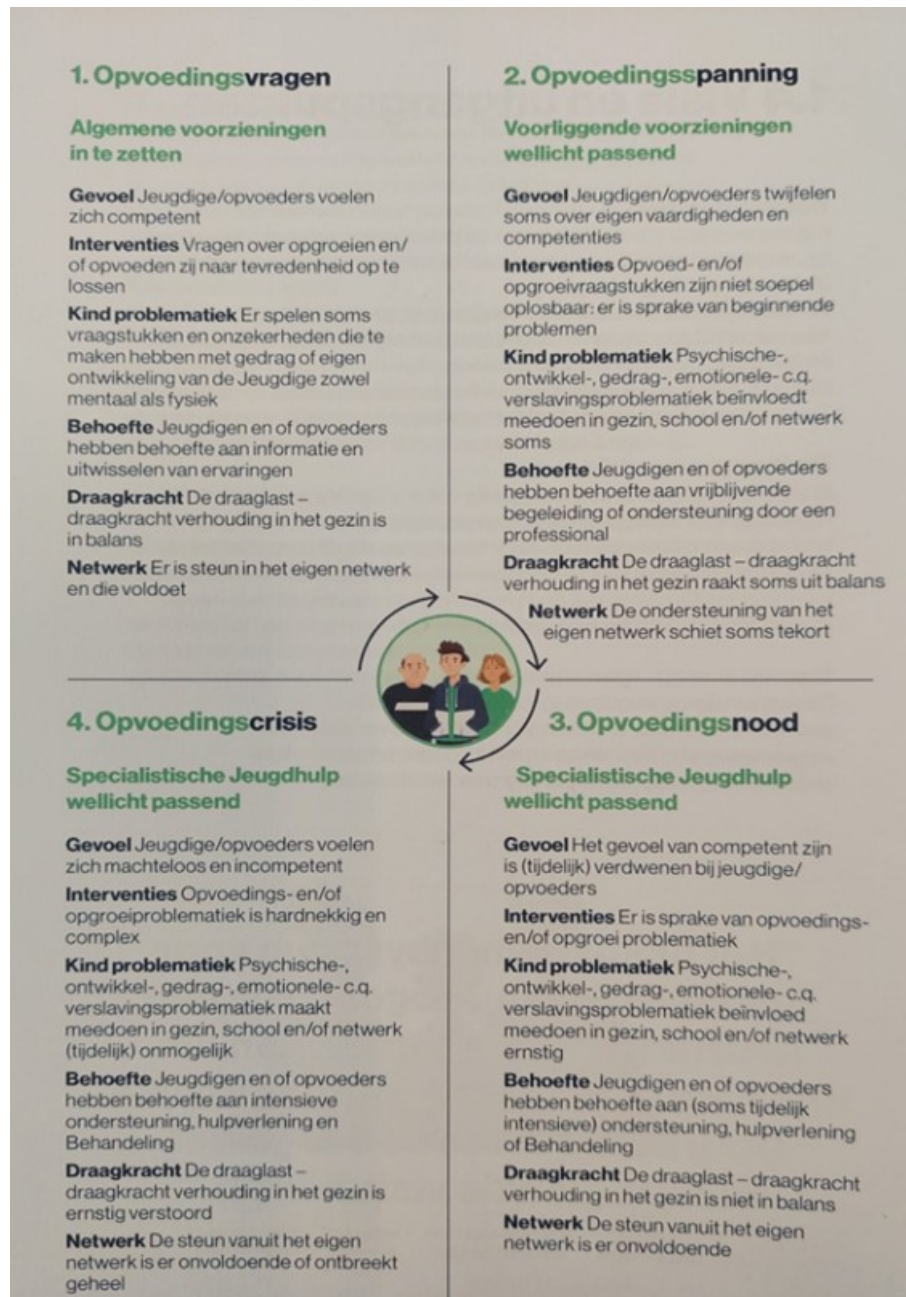 1. Opvoedingsvragen
Algemene voorzieningen
in te zetten
Gevoel Jeugdige/opvoeders voelen
zich competent
Interventies Vragen over opgroeien en/
of opvoeden zij naar tevredenheid op te
lossen
Kind problematiek Er spelen soms
vraagstukken en onzekerheden die te
maken hebben met gedrag of eigen
ontwikkeling van de Jeugdige zowel
mentaal als fysiek
Behoefte Jeugdigen en of opvoeders
hebben behoefte aan informatie en
uitwisselen van ervaringen
Draagkracht De draaglast –
draagkracht verhouding in het gezin is
in balans
Netwerk Er is steun in het eigen netwerk
en die voldoet
2. Opvoedingsspanning
Voorliggende voorzieningen
wellicht passend
Gevoel Jeugdigen/opvoeders twijfelen
soms over eigen vaardigheden en
competenties
Interventies Opvoed- en/of
opgroeivraagstukken zijn niet soepel
oplosbaar: er is sprake van beginnende
problemen
Kind problematiek Psychische-,
ontwikkel-, gedrag-, emotionele- c.q.
verslavingsproblematiek beïnvloedt
meedoen in gezin, school en/of netwerk
soms
Behoefte Jeugdigen en of opvoeders
hebben behoefte aan vrijblijvende
begeleiding of ondersteuning door een
professional
Draagkracht De draaglast – draagkracht
verhouding in het gezin raakt soms uit balans
Netwerk De ondersteuning van het
eigen netwerk schiet soms tekort
3. Opvoedingsnood
Specialistische Jeugdhulp
wellicht passend
Gevoel Het gevoel van competent zijn
is (tijdelijk) verdwenen bij jeugdige/
opvoeders
Interventies Er is sprake van opvoedings-
en/of opgroei problematiek
Kind problematiek Psychische-,
ontwikkel-, gedrag-, emotionele- c.q.
verslavingsproblematiek beïnvloed
meedoen in gezin, school en/of netwerk
ernstig
Behoefte Jeugdigen en of opvoeders
hebben behoefte aan (soms tijdelijk
intensieve) ondersteuning, hulpverlening
of Behandeling
Draagkracht De draaglast – draagkracht
verhouding in het gezin is niet in balans
Netwerk De steun vanuit het eigen
netwerk is er onvoldoende
4. Opvoedingscrisis
Specialistische Jeugdhulp
wellicht passend
Gevoel Jeugdige/opvoeders voelen
zich machteloos en incompetent
Interventies Opvoedings- en/of
opgroeiproblematiek is hardnekkig en
complex
Kind problematiek Psychische-,
ontwikkel-, gedrag-, emotionele- c.q.
verslavingsproblematiek maakt
meedoen in gezin, school en/of netwerk
(tijdelijk) onmogelijk
Behoefte Jeugdigen en of opvoeders
hebben behoefte aan intensieve
ondersteuning, hulpverlening en
Behandeling
Draagkracht De draaglast –
draagkracht verhouding in het gezin is
ernstig verstoord
Netwerk De steun vanuit het eigen
netwerk is er onvoldoende of ontbreekt
geheel